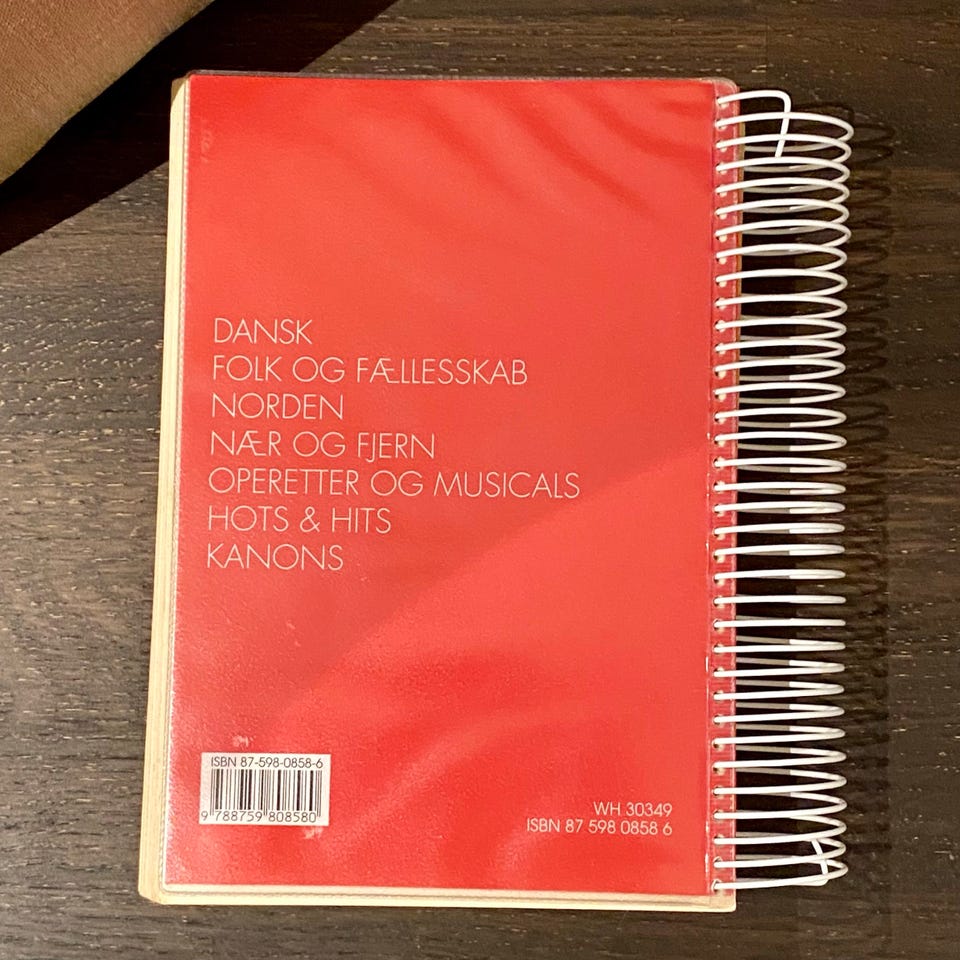 DANSK
FOLK OG FÆLLESSKAB
NORDEN
NÆR OG FJERN
OPERETTER OG MUSICALS
HOTS & HITS
KANONS
ISBN 87-598-0858-6
9 788759 808580
WH 30349
ISBN 87 598 0858 6